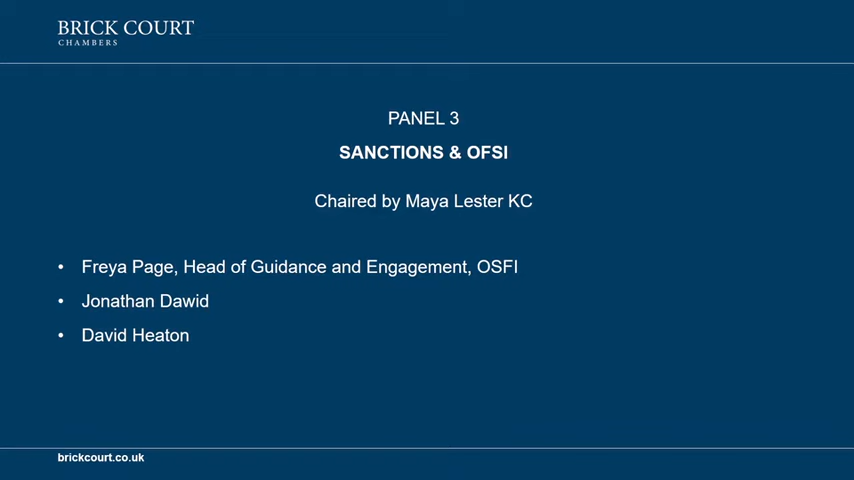 BRICK COURT
CHAMBERS
PANEL 3
SANCTIONS & OFSI
Chaired by Maya Lester KC
• Freya Page, Head of Guidance and Engagement, OSFI
• Jonathan Dawid
• David Heaton
brickcourt.co.uk